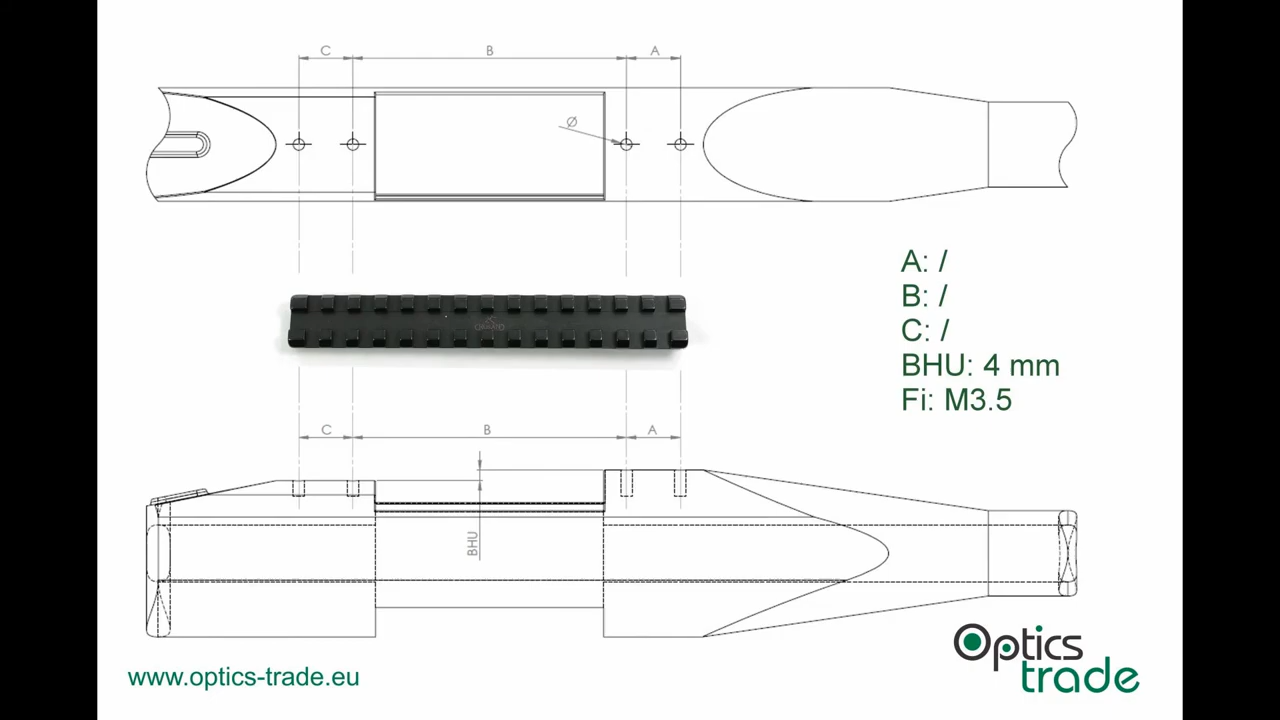 C B A
Ø
A: /
B: /
C: /
BHU: 4 mm
Fi: M3.5
C B A
BHU
www.optics-trade.eu
Optics
trade